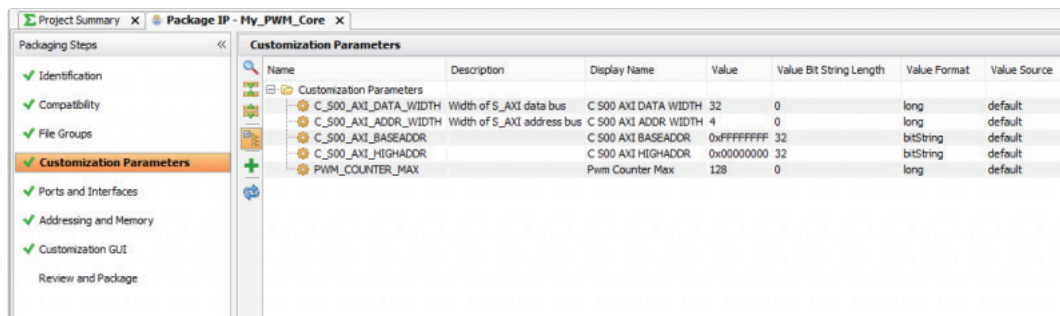 Project Summary X Package IP - My_PWM_Core X
Packaging Steps «
Identification
Compatibility
File Groups
Customization Parameters
Ports and Interfaces
Addressing and Memory
Customization GUI
Review and Package
Customization Parameters
Name Description Display Name Value Value Bit String Length Value Format Value Source
Customization Parameters
C_S00_AXI_DATA_WIDTH Width of S_AXI data bus C S00 AXI DATA WIDTH 32 0 long default
C_S00_AXI_ADDR_WIDTH Width of S_AXI address bus C S00 AXI ADDR WIDTH 4 0 long default
C_S00_AXI_BASEADDR C S00 AXI BASEADDR 0xFFFFFFFF 32 bitString default
C_S00_AXI_HIGHADDR C S00 AXI HIGHADDR 0x00000000 32 bitString default
PWM_COUNTER_MAX Pwm Counter Max 128 0 long default